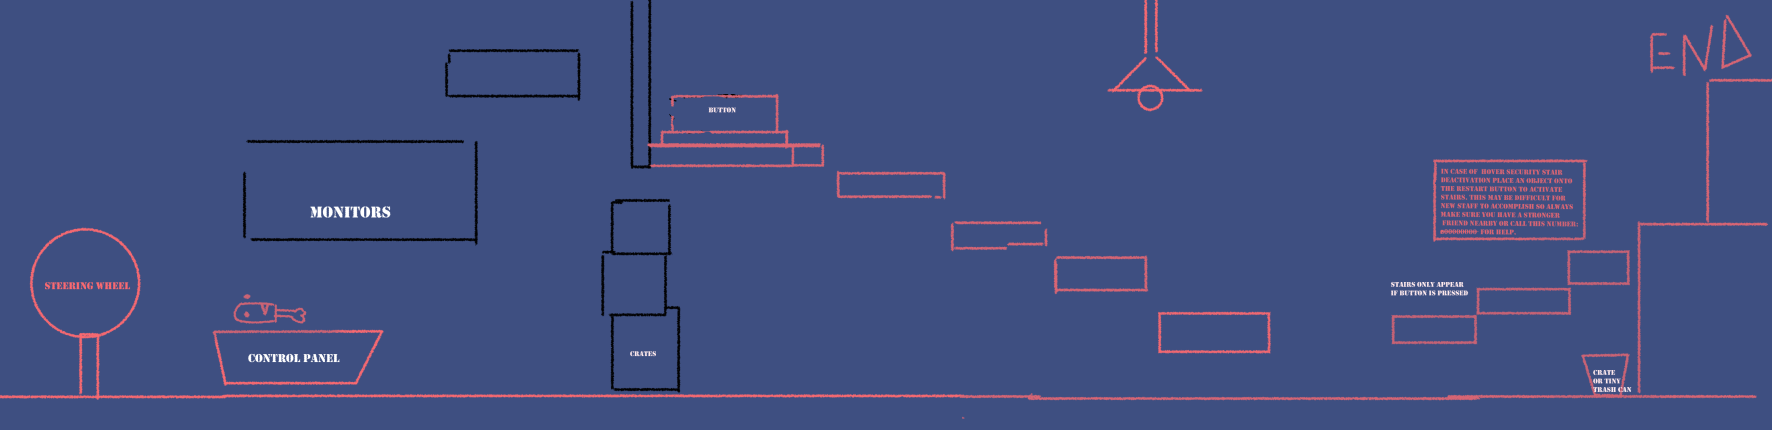 END
BUTTON
IN CASE OF HOVER SECURITY STAIR
DEACTIVATION PLACE AN OBJECT ONTO
THE RESTART BUTTON TO ACTIVATE
STAIRS. THIS MAY BE DIFFICULT FOR
NEW STAFF TO ACCOMPLISH SO ALWAYS
MAKE SURE YOU HAVE A STRONGER
FRIEND NEARBY OR CALL THIS NUMBER:
#00000000 FOR HELP.
MONITORS
STEERING WHEEL
STAIRS ONLY APPEAR
IF BUTTON IS PRESSED
CONTROL PANEL
CRATES
CRATE
OR TINY
TRASH CAN